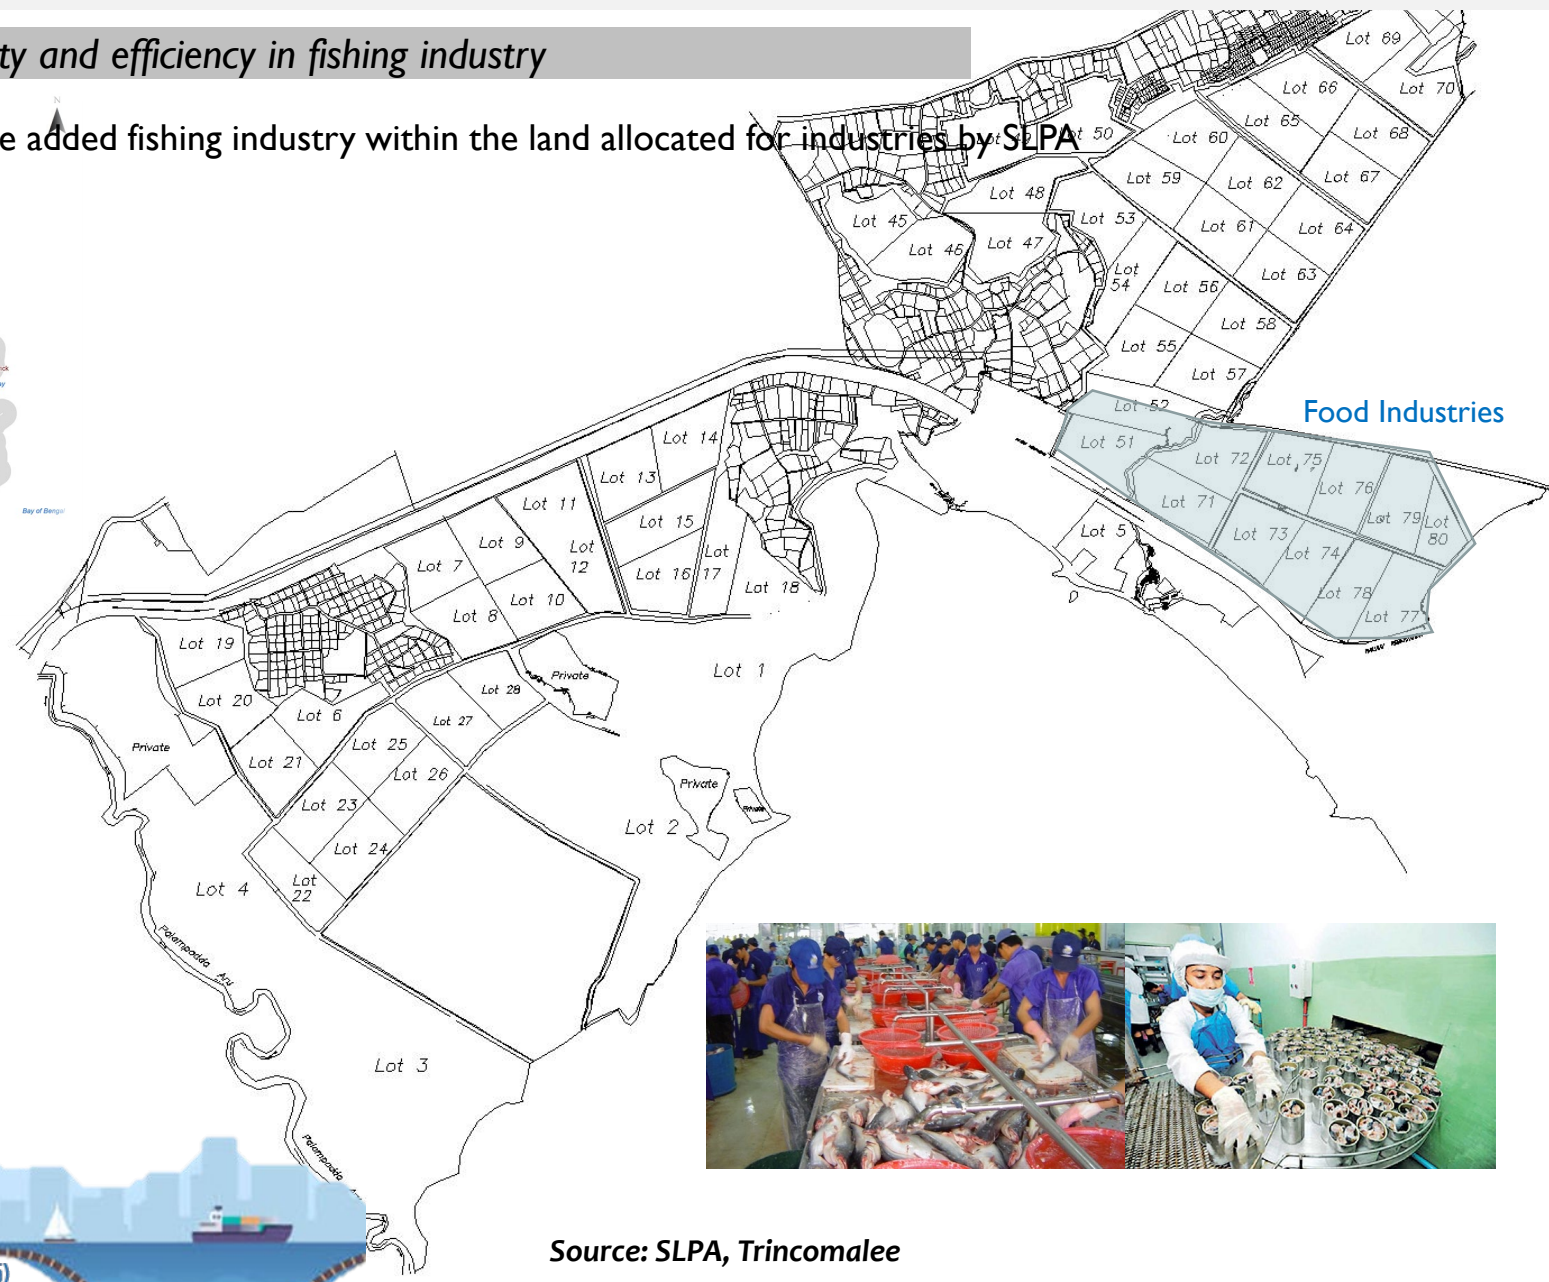 ty and efficiency in fishing industry
N
e added fishing industry within the land allocated for industries by SLPA
Lot 69
Lot 66
Lot 70
Lot 65
Lot 50
Lot 60
Lot 68
Lot 59
Lot 62
Lot 67
Lot 48
Lot 45
Lot 53
Lot 61
Lot 64
Lot 46
Lot 47
Lot 54
Lot 56
Lot 63
Lot 58
Lot 55
Lot 57
Lot 52
Food Industries
Lot 51
Lot 14
Lot 72
Lot 75
Lot 13
Lot 76
Lot 11
Lot 71
Lot 15
Lot 79
Lot 80
Lot 5
Lot 73
Lot 74
Bay of Bengal
Lot 9
Lot 12
Lot 7
Lot 16
Lot 17
Lot 18
Lot 10
Lot 8
Lot 78
Lot 77
Lot 19
Lot 1
Private
Lot 28
Lot 20
Lot 6
Lot 27
Private
Lot 25
Lot 21
Lot 26
Private
Private
Lot 23
Lot 2
Lot 24
Lot 22
Lot 4
Palampodda Aru
Lot 3
Palampodda
Source: SLPA, Trincomalee